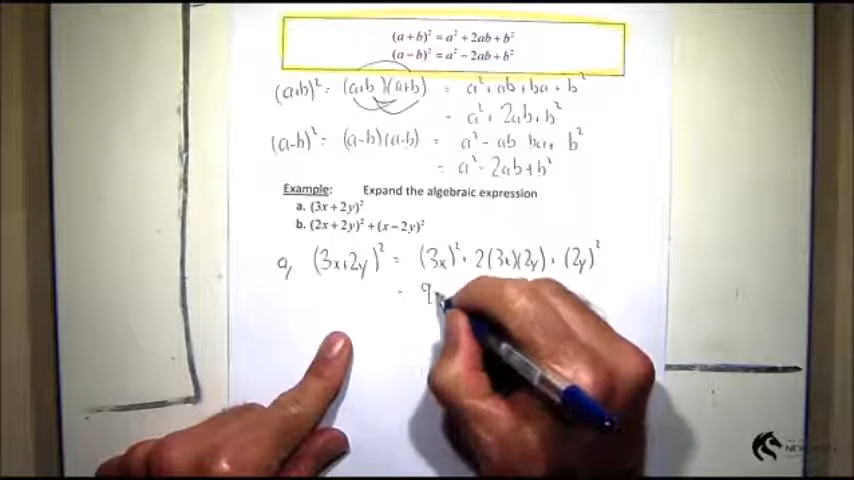 (a+b)² = a² + 2ab + b²
(a−b)² = a² − 2ab + b²
(a+b)² = (a+b)(a+b) = a² + ab + ba + b²
= a² + 2ab + b²
(a-b)² = (a-b)(a-b) = a² - ab ba + b²
= a² - 2ab + b²
Example: Expand the algebraic expression
a. (3x + 2y)²
b. (2x + 2y)² + (x − 2y)²
a, (3x+2y)² = (3x)² + 2(3x)(2y) + (2y)²
= 9